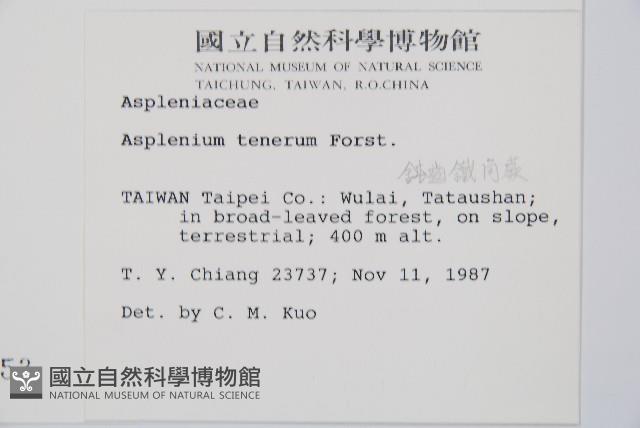 國立自然科學博物館
NATIONAL MUSEUM OF NATURAL SCIENCE
TAICHUNG, TAIWAN, R.O.CHINA
Aspleniaceae
Asplenium tenerum Forst.
鈍齒鐵角蕨
TAIWAN Taipei Co.: Wulai, Tataushan;
in broad-leaved forest, on slope,
terrestrial; 400 m alt.
T. Y. Chiang 23737; Nov 11, 1987
Det. by C. M. Kuo
國立自然科學博物館
NATIONAL MUSEUM OF NATURAL SCIENCE